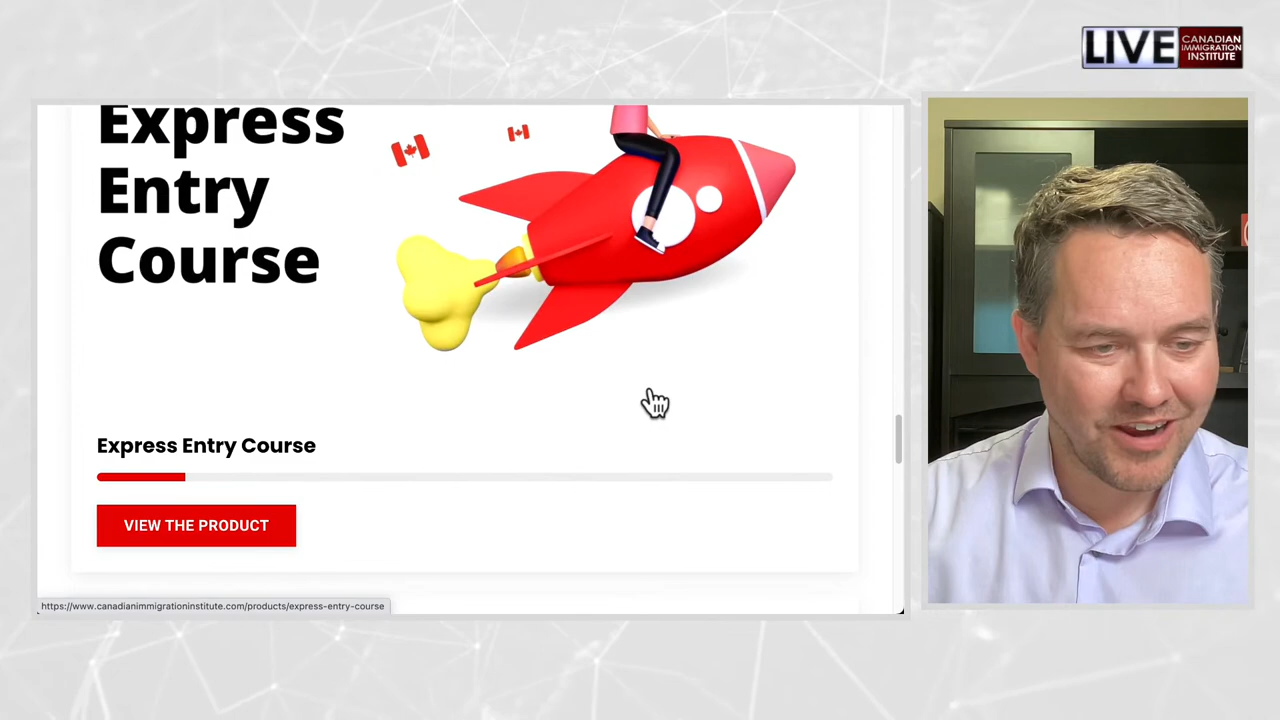 LIVE
CANADIAN
IMMIGRATION
INSTITUTE
Express
Entry
Course
Express Entry Course
VIEW THE PRODUCT
https://www.canadianimmigrationinstitute.com/products/express-entry-course